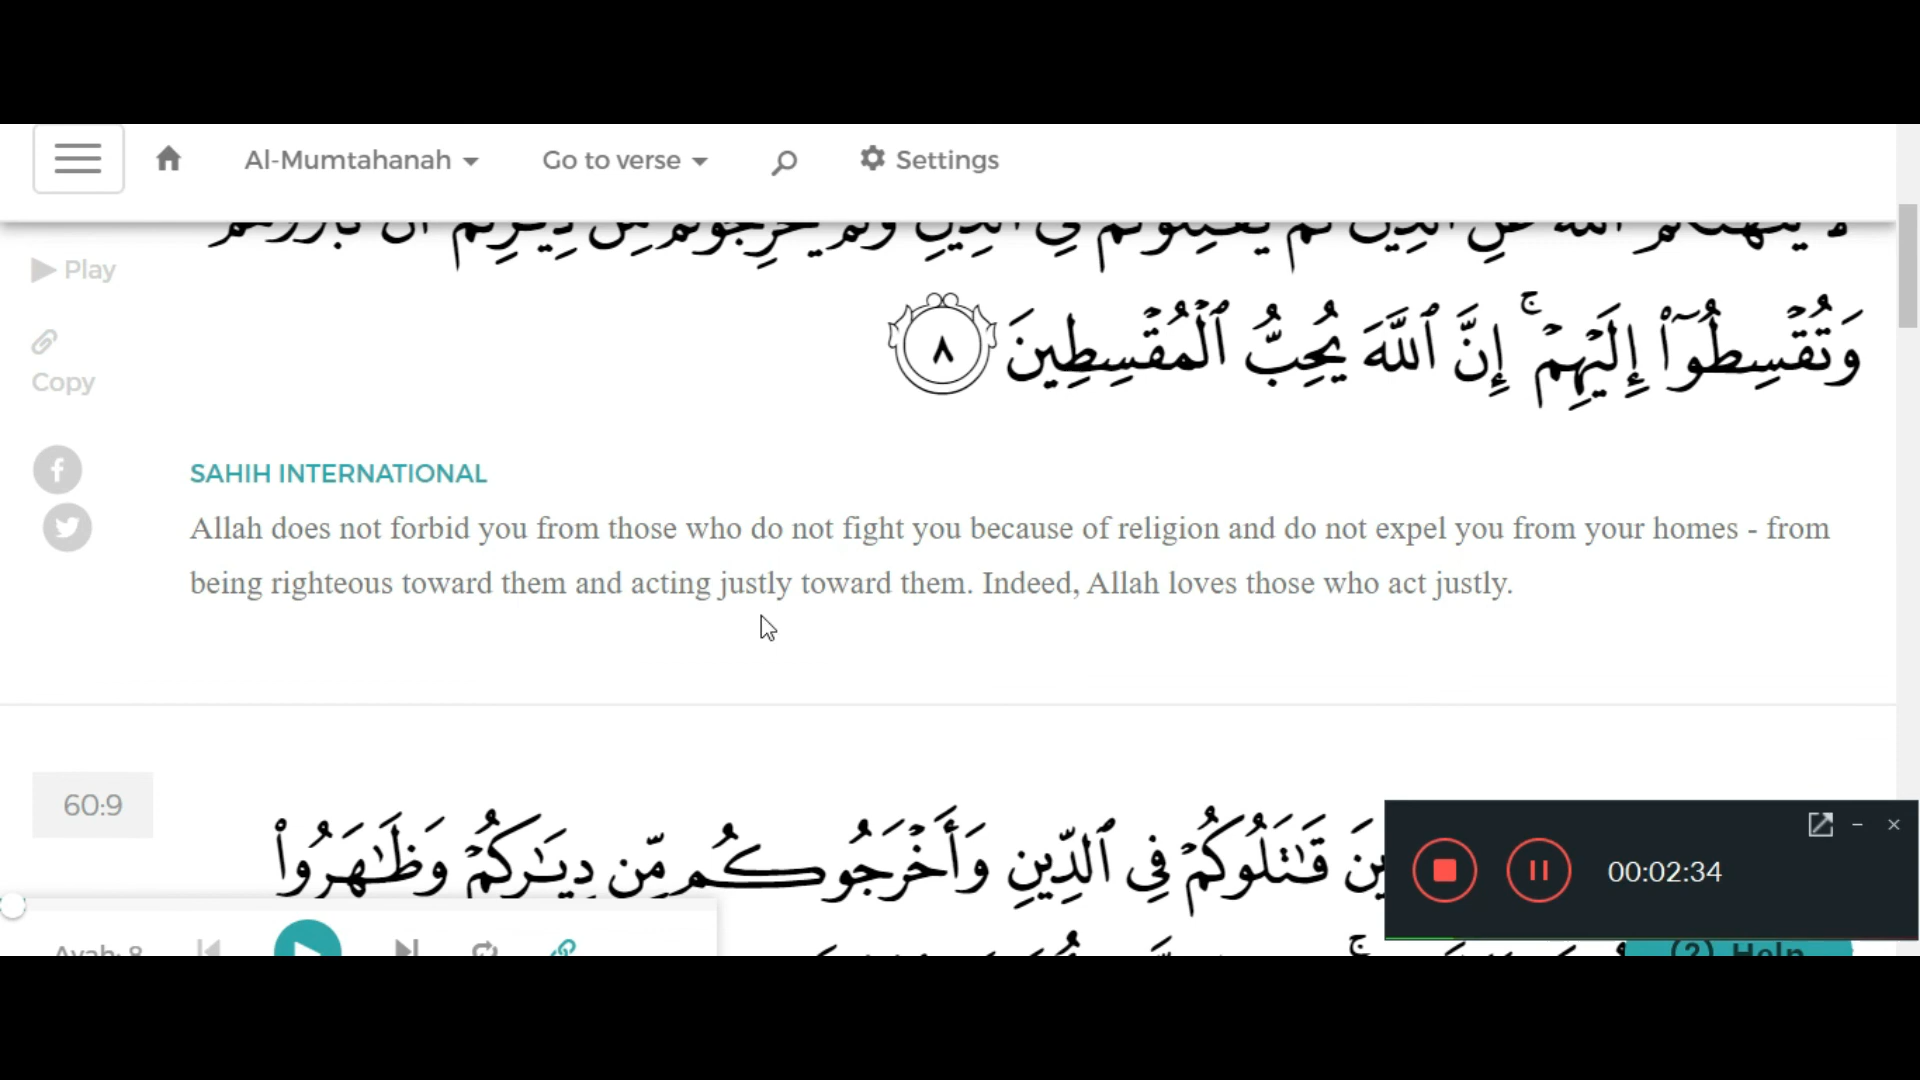 Al-Mumtahanah Go to verse Settings
Play
وَتُقْسِطُوٓا۟ إِلَيْهِمْ ۚ إِنَّ ٱللَّهَ يُحِبُّ ٱلْمُقْسِطِينَ ٨
Copy
SAHIH INTERNATIONAL
Allah does not forbid you from those who do not fight you because of religion and do not expel you from your homes - from
being righteous toward them and acting justly toward them. Indeed, Allah loves those who act justly.
60:9
قَٰتَلُوكُمْ فِى ٱلدِّينِ وَأَخْرَجُوكُم مِّن دِيَٰرِكُمْ وَظَٰهَرُوا۟
00:02:34
Ayah: 8
(?) Help